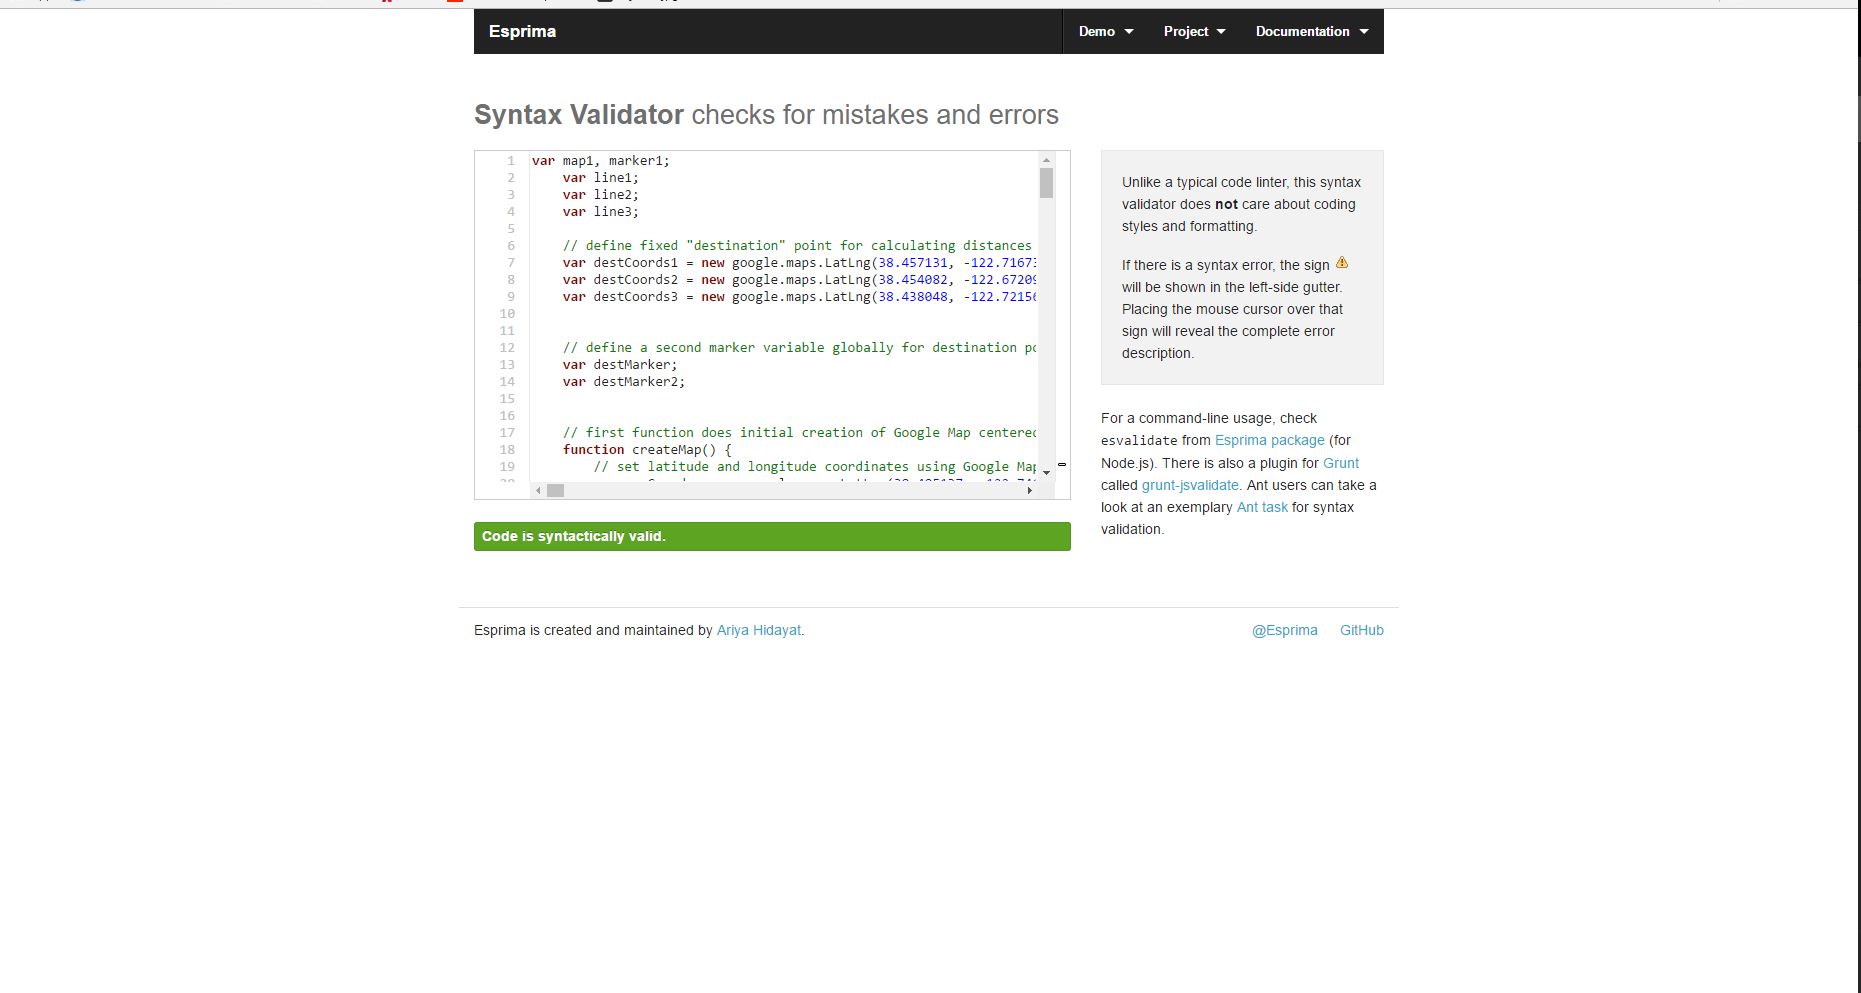 Esprima
Demo Project Documentation
Syntax Validator checks for mistakes and errors
1 var map1, marker1;
2 var line1;
3 var line2;
4 var line3;
5
6 // define fixed "destination" point for calculating distances
7 var destCoords1 = new google.maps.LatLng(38.457131, -122.7167
8 var destCoords2 = new google.maps.LatLng(38.454082, -122.6720
9 var destCoords3 = new google.maps.LatLng(38.438048, -122.7215
10
11
12 // define a second marker variable globally for destination
13 var destMarker;
14 var destMarker2;
15
16
17 // first function does initial creation of Google Map centered
18 function createMap() {
19 // set latitude and longitude coordinates using Google Map
Code is syntactically valid.
Unlike a typical code linter, this syntax
validator does not care about coding
styles and formatting.
If there is a syntax error, the sign
will be shown in the left-side gutter.
Placing the mouse cursor over that
sign will reveal the complete error
description.
For a command-line usage, check
esvalidate from Esprima package (for
Node.js). There is also a plugin for Grunt
called grunt-jsvalidate. Ant users can take a
look at an exemplary Ant task for syntax
validation.
Esprima is created and maintained by Ariya Hidayat.
@Esprima GitHub